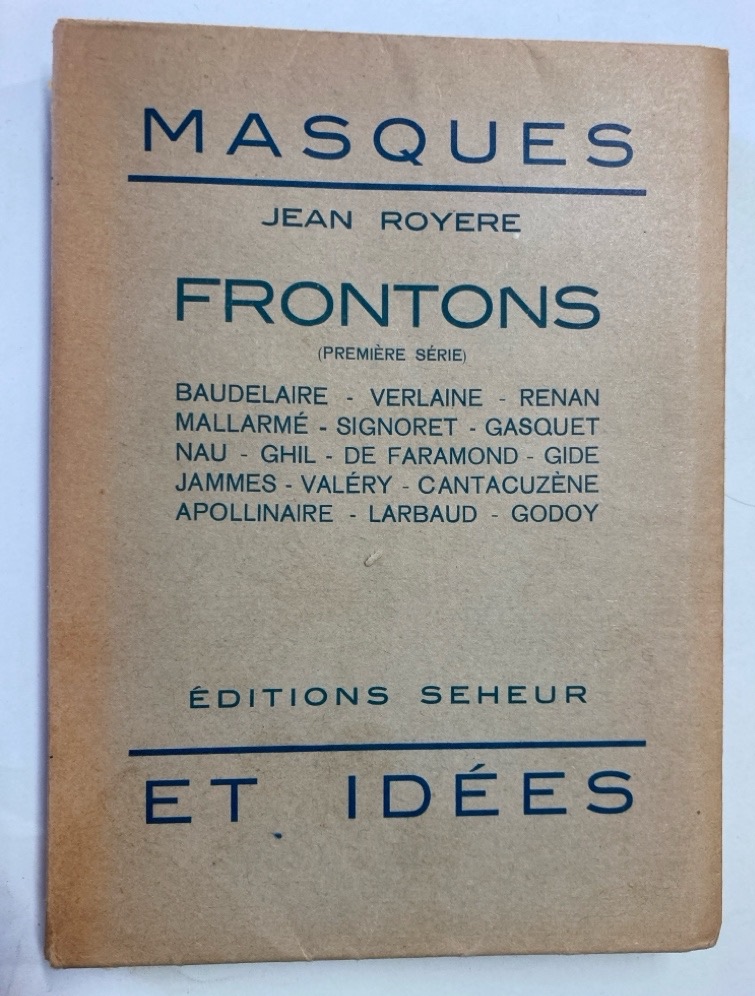 MASQUES
JEAN ROYERE
FRONTONS
(PREMIÈRE SÉRIE)
BAUDELAIRE - VERLAINE - RENAN
MALLARMÉ - SIGNORET - GASQUET
NAU - GHIL - DE FARAMOND - GIDE
JAMMES - VALÉRY - CANTACUZÈNE
APOLLINAIRE - LARBAUD - GODOY
ÉDITIONS SEHEUR
ET IDÉES